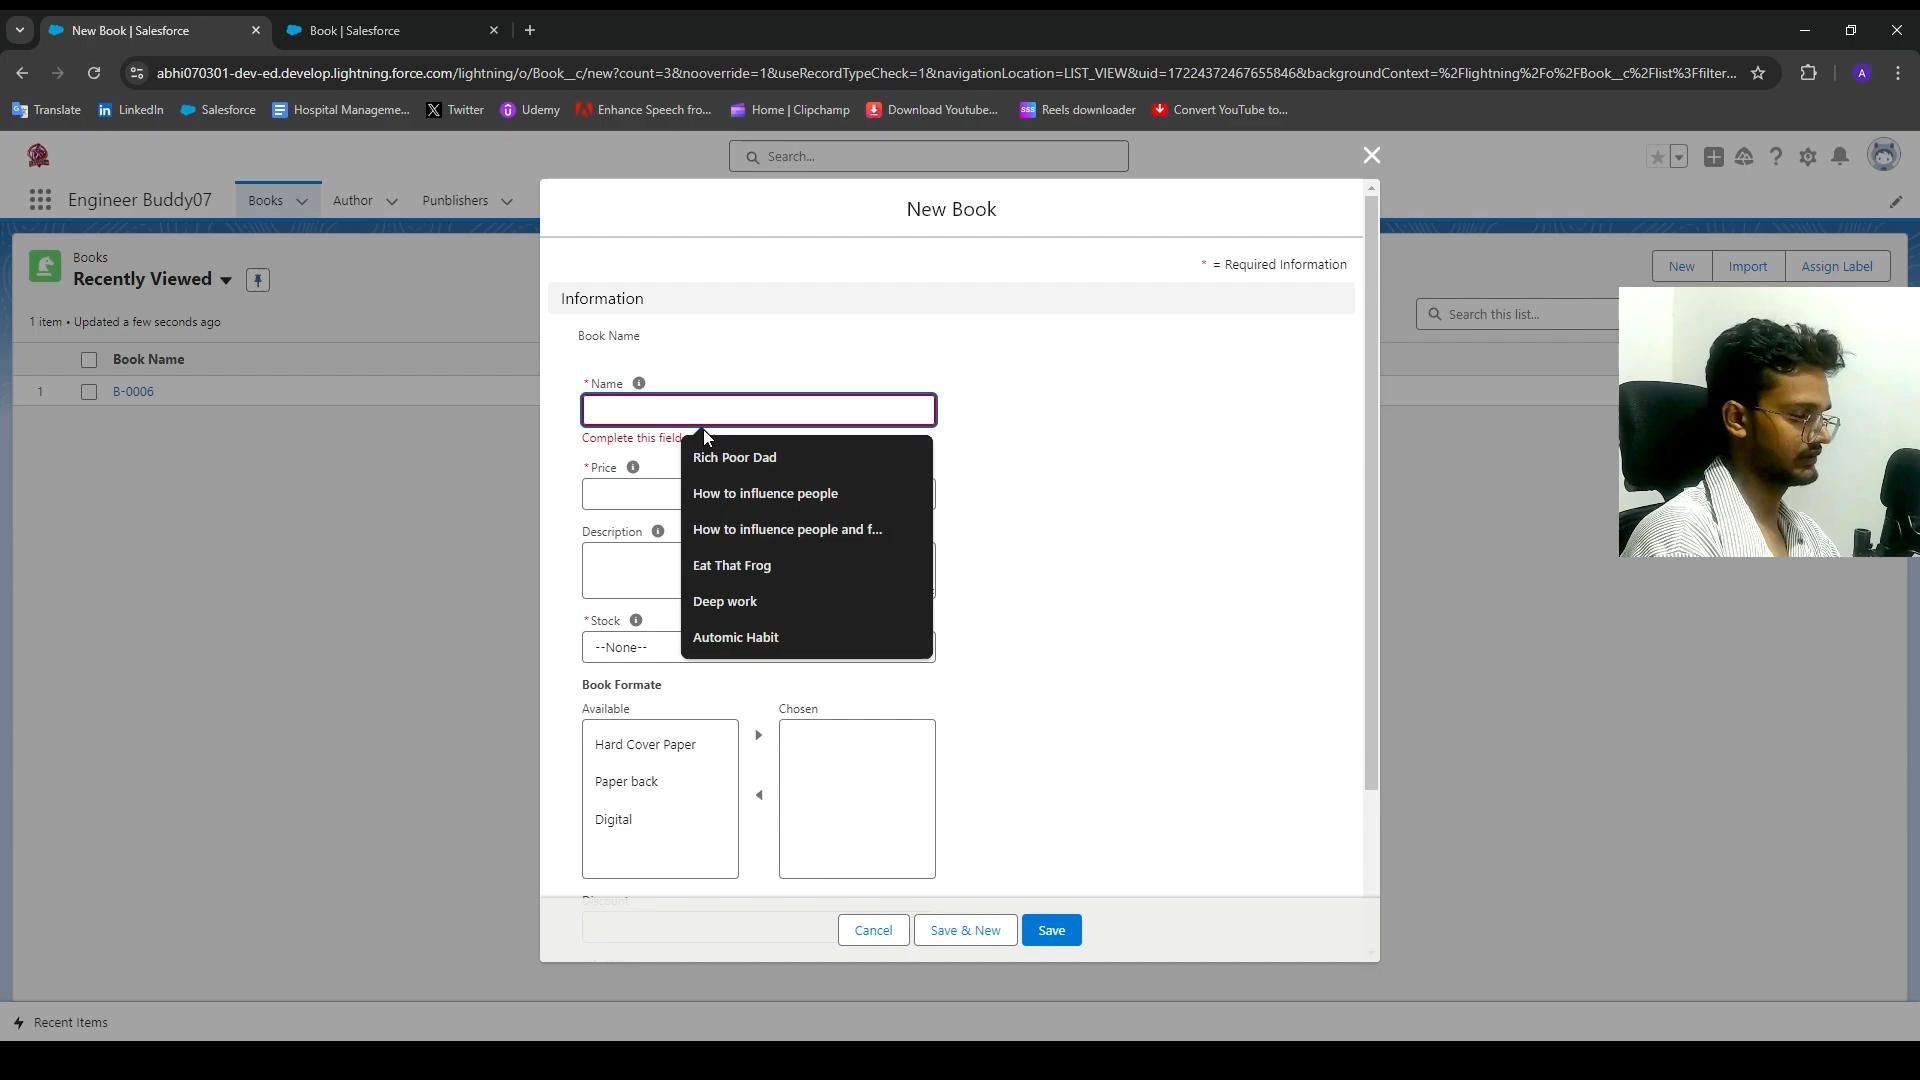 New Book | Salesforce
Book | Salesforce
abhi070301-dev-ed.develop.lightning.force.com/lightning/o/Book__c/new?count=3&nooverride=1&useRecordTypeCheck=1&navigationLocation=LIST_VIEW&uid=17224372467655846&backgroundContext=%2Flightning%2Fo%2FBook__c%2Flist%3Ffilter...
A
Translate
LinkedIn
Salesforce
Hospital Manageme...
Twitter
Udemy
Enhance Speech fro...
Home | Clipchamp
Download Youtube...
Reels downloader
Convert YouTube to...
Search...
Engineer Buddy07
Books
Author
Punblishers
New Book
Books
Recently Viewed
New
Import
Assign Label
1 item • Updated a few seconds ago
Search this list...
Book Name
1
B-0006
* = Required Information
Information
Book Name
*Name
Complete this field
Rich Poor Dad
How to influence people
How to influence people and f...
Eat That Frog
Deep work
Automic Habit
*Price
Description
*Stock
--None--
Book Formate
Available
Chosen
Hard Cover Paper
Paper back
Digital
Discount
Cancel
Save & New
Save
Recent Items